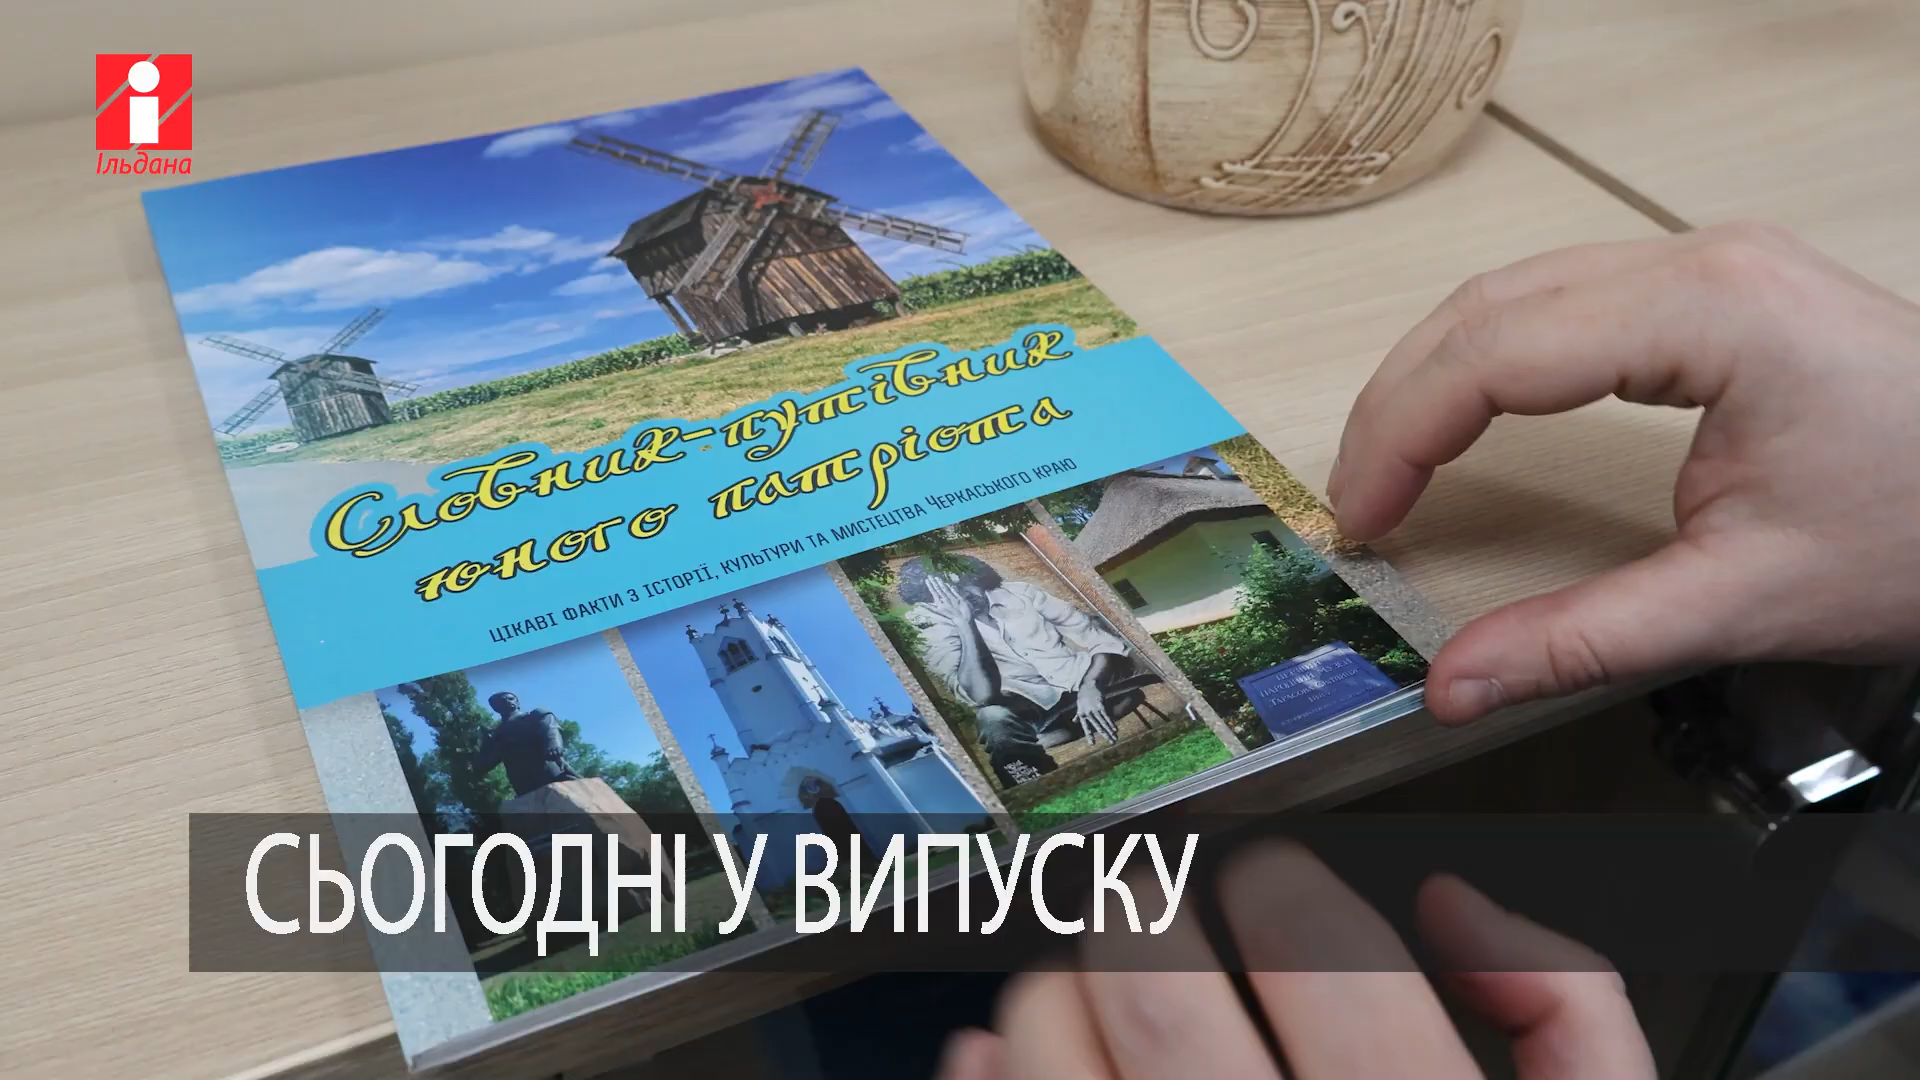 Ільдана
Словник-путівник
юного патріота
цікаві факти з історії, культури та мистецтва Черкаського краю
СЬОГОДНІ У ВИПУСКУ